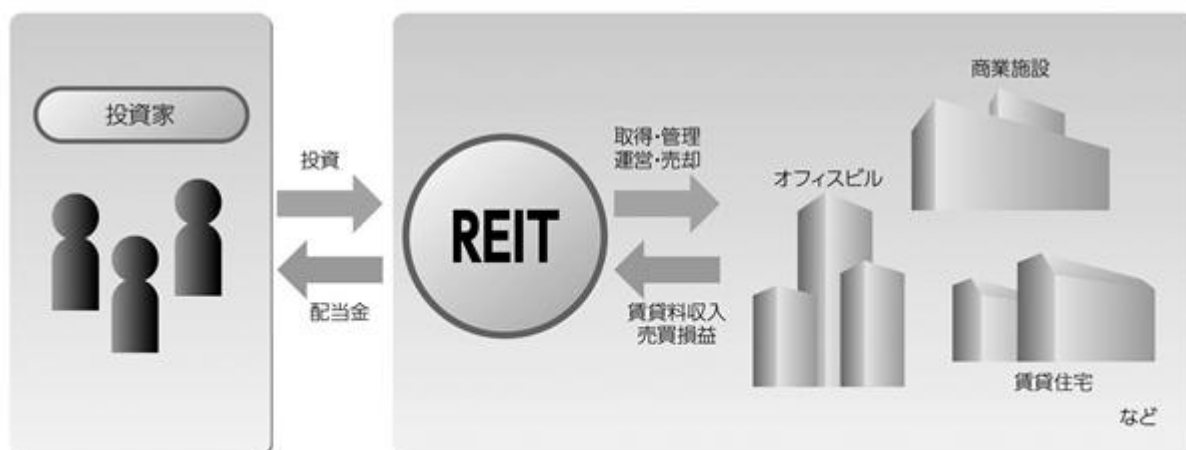 投資家
投資
配当金
REIT
取得・管理
運営・売却
賃貸料収入
売買損益
商業施設
オフィスビル
賃貸住宅
など